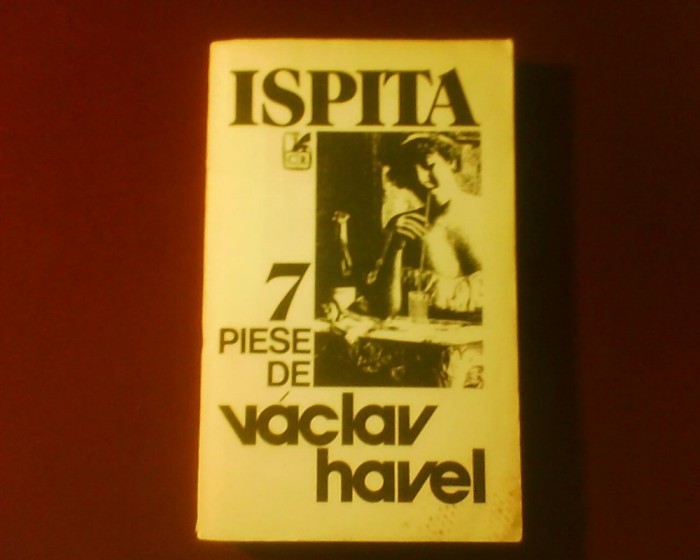 ISPITA
7
PIESE
DE
václav
havel